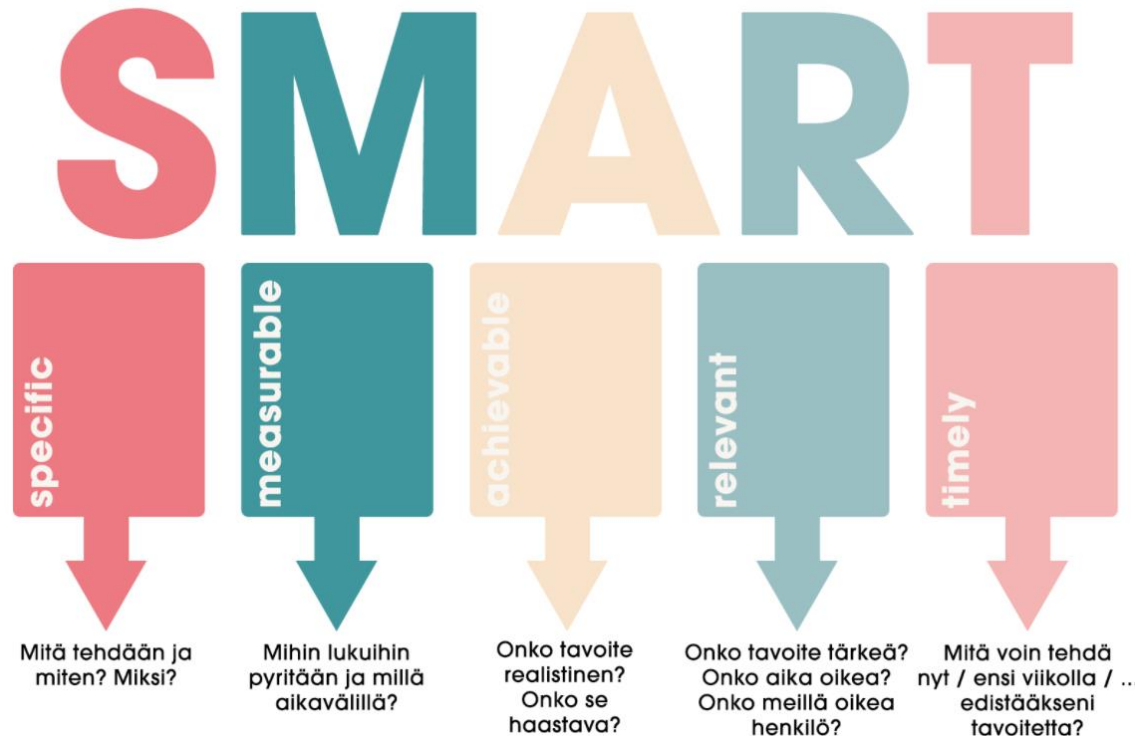 SMART
specific
measurable
achievable
relevant
timely
Mitä tehdään ja
miten? Miksi?
Mihin lukuihin
pyritään ja millä
aikavälillä?
Onko tavoite
realistinen?
Onko se
haastava?
Onko tavoite tärkeä?
Onko aika oikea?
Onko meillä oikea
henkilö?
Mitä voin tehdä
nyt / ensi viikolla / ...
edistääkseni
tavoitetta?